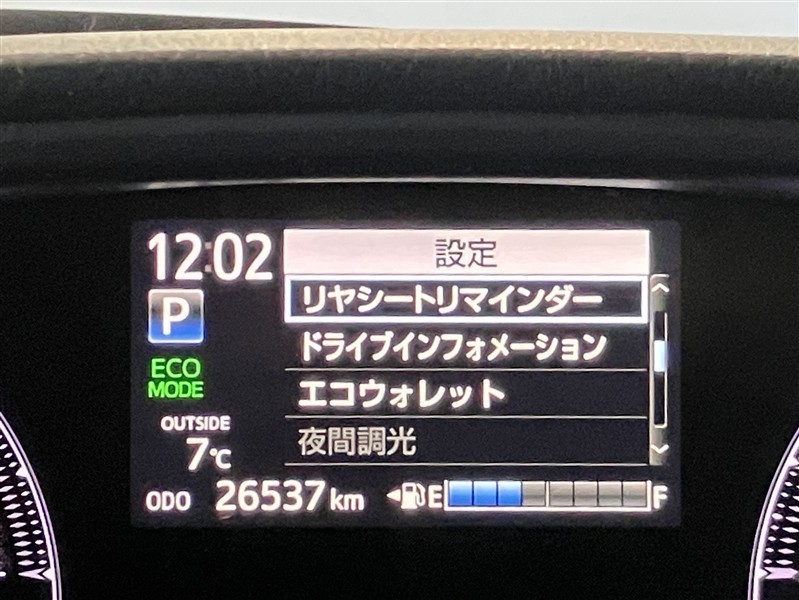 12:02
設定
P
リヤシートリマインダー
ECO
MODE
ドライブインフォメーション
エコウォレット
OUTSIDE
7℃
夜間調光
ODO 26537 km
E F